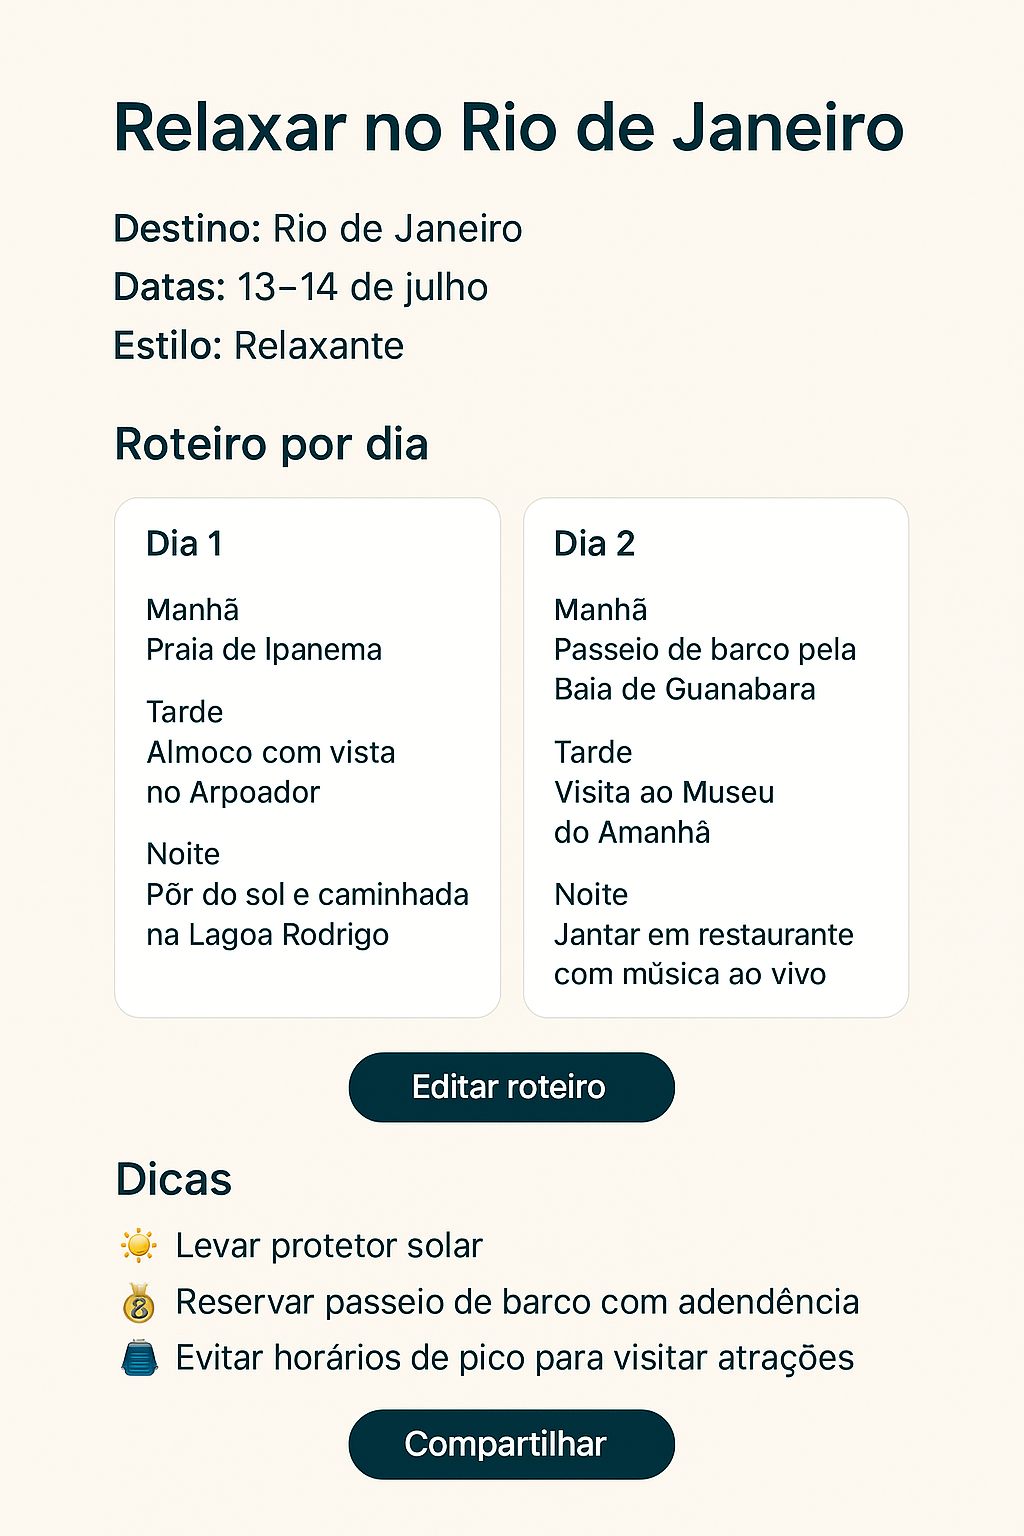 Relaxar no Rio de Janeiro
Destino: Rio de Janeiro
Datas: 13–14 de julho
Estilo: Relaxante
Roteiro por dia
Dia 1
Manhã
Praia de Ipanema
Tarde
Almoco com vista
no Arpoador
Noite
Põr do sol e caminhada
na Lagoa Rodrigo
Dia 2
Manhã
Passeio de barco pela
Baia de Guanabara
Tarde
Visita ao Museu
do Amanhâ
Noite
Jantar em restaurante
com mŭsica ao vivo
Editar roteiro
Dicas
Levar protetor solar
Reservar passeio de barco com adendência
Evitar horários de pico para visitar atrações
Compartilhar